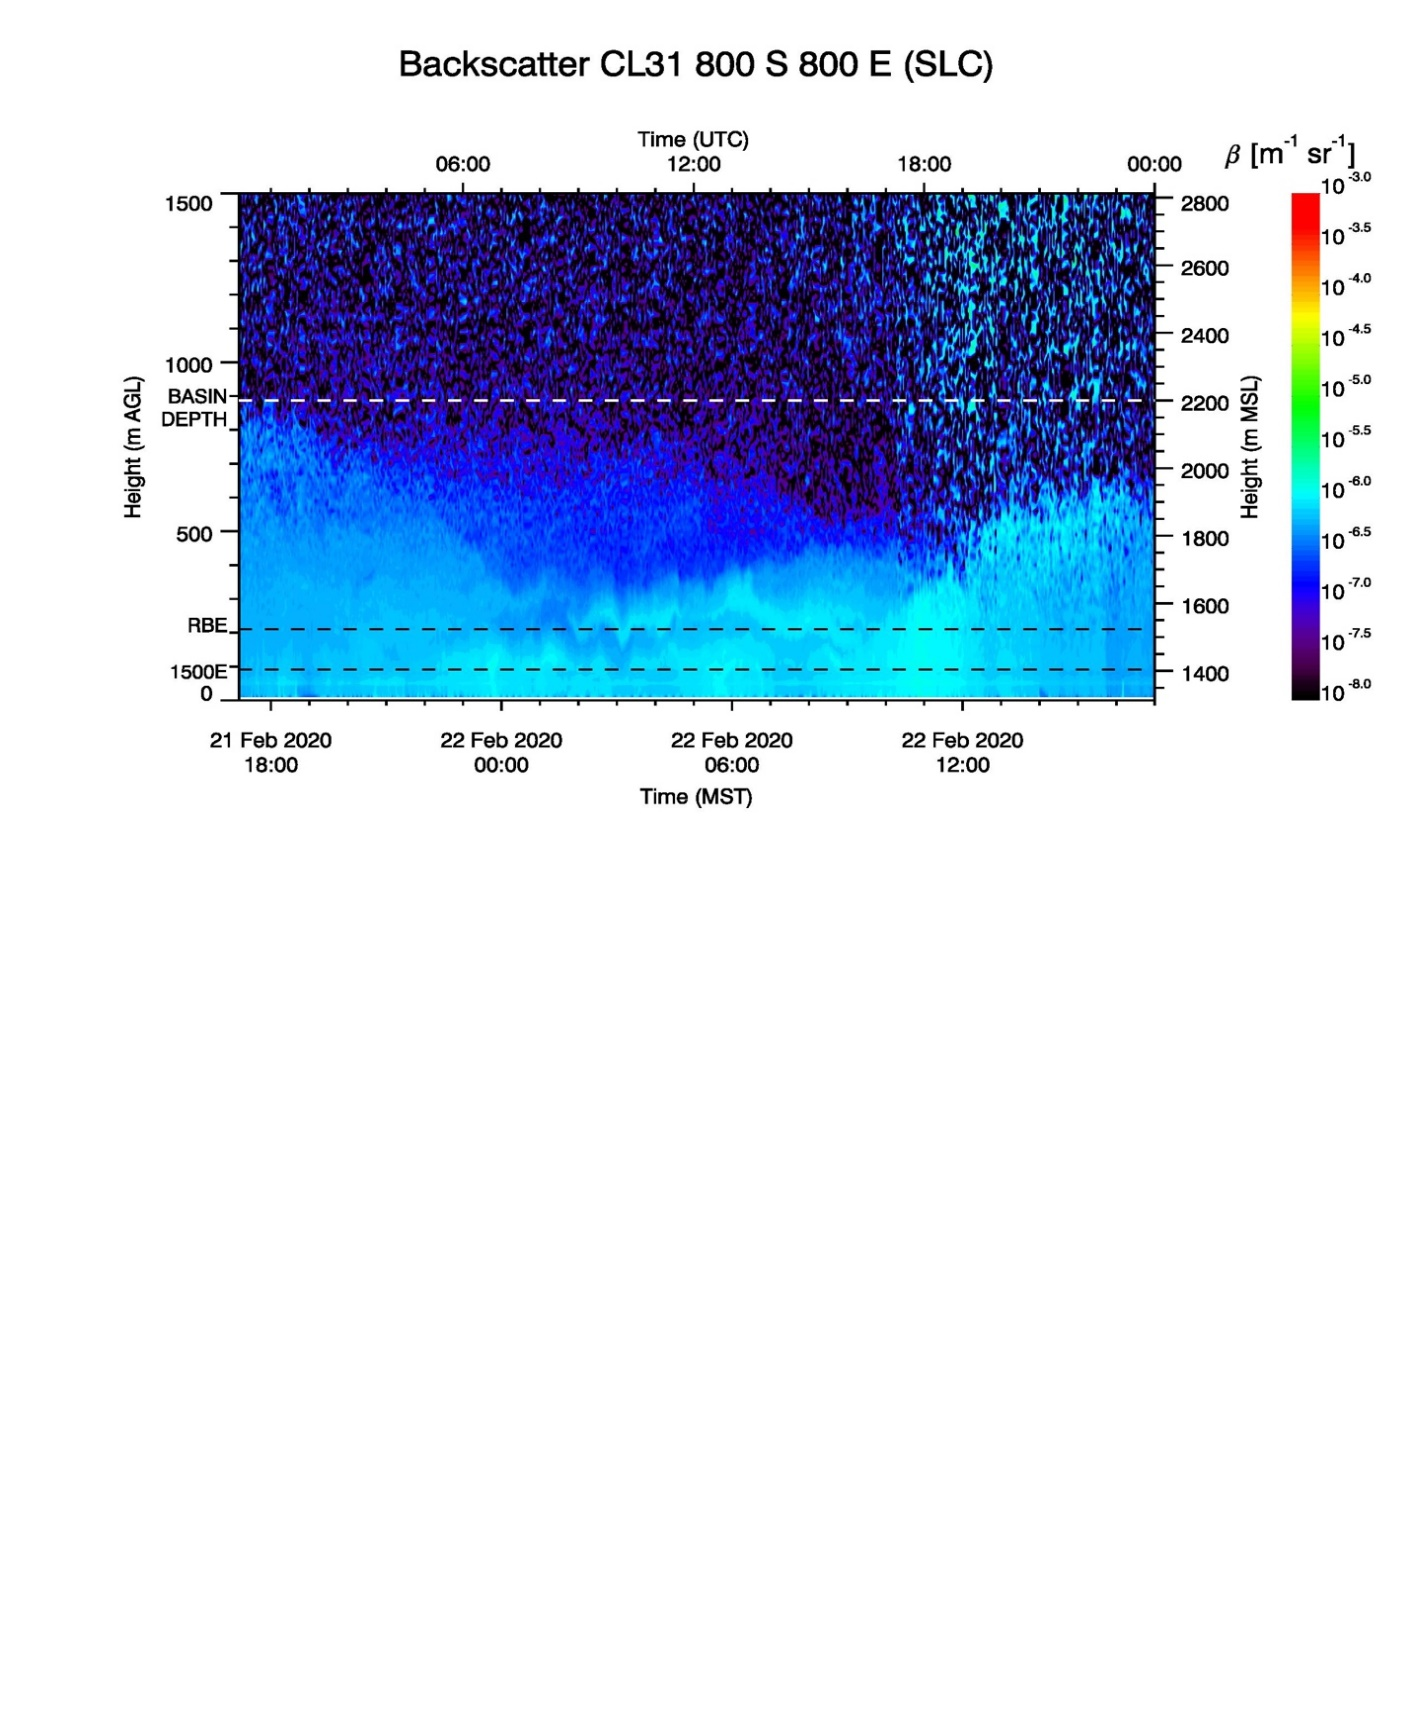 Backscatter CL31 800 S 800 E (SLC)
Time (UTC)
06:00 12:00 18:00 00:00
β [m-1 sr-1]
1500
1000
BASIN
DEPTH
500
RBE
1500E
0
Height (m AGL)
2800
2600
2400
2200
2000
1800
1600
1400
Height (m MSL)
10 -3.0
10 -3.5
10 -4.0
10 -4.5
10 -5.0
10 -5.5
10 -6.0
10 -6.5
10 -7.0
10 -7.5
10 -8.0
21 Feb 2020 22 Feb 2020 22 Feb 2020 22 Feb 2020
18:00 00:00 06:00 12:00
Time (MST)